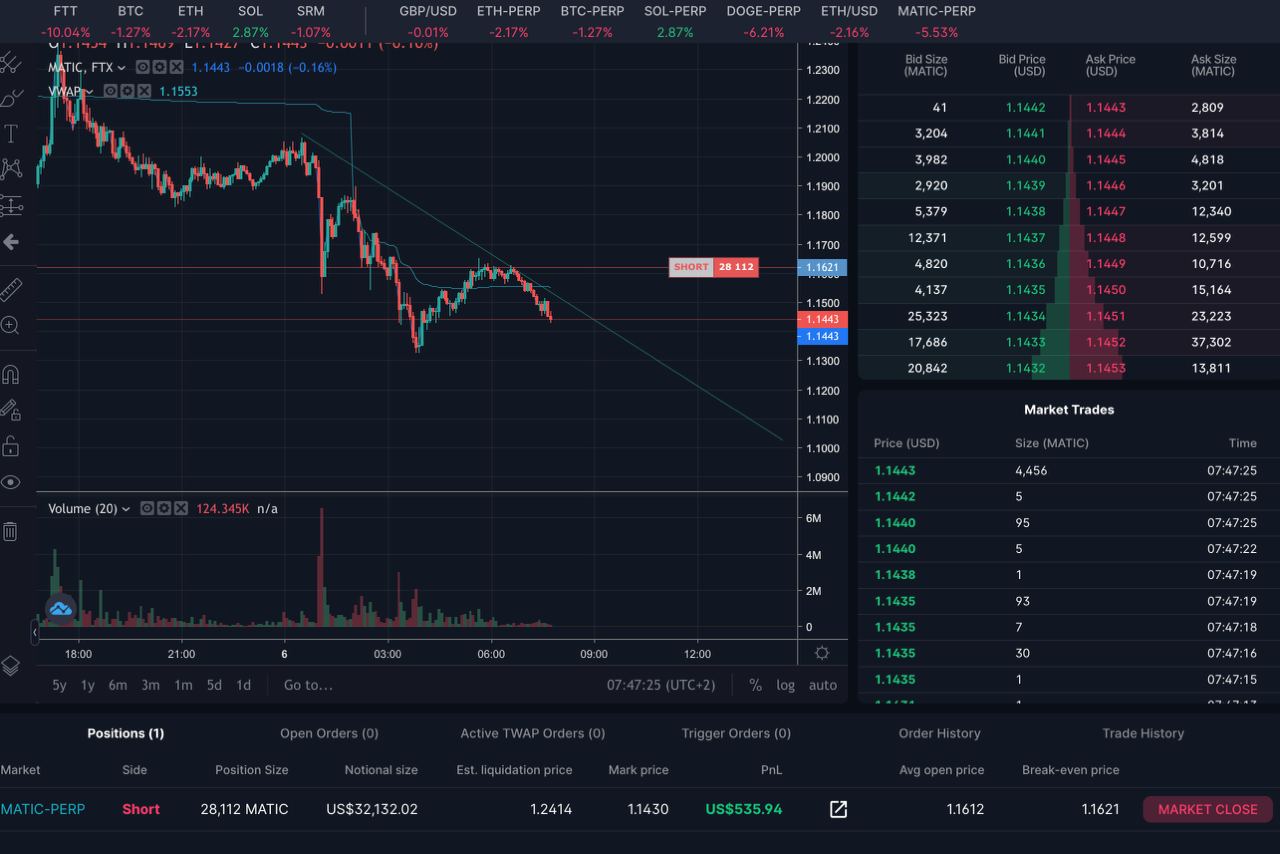 FTT BTC ETH SOL SRM GBP/USD ETH-PERP BTC-PERP SOL-PERP DOGE-PERP ETH/USD MATIC-PERP
-10.04% -1.27% -2.17% 2.87% -1.07% -0.01% -2.17% -1.27% 2.87% -6.21% -2.16% -5.53%
MATIC, FTX 1.1443 −0.0018 (−0.16%)
VWAP 1.1553
1.2300
1.2200
1.2100
1.2000
1.1900
1.1800
1.1700
SHORT 28 112 1.1621
1.1500
1.1443
1.1443
1.1300
1.1200
1.1100
1.1000
1.0900
Volume (20) 124.345K n/a
6M
4M
2M
0
18:00 21:00 6 03:00 06:00 09:00 12:00
5y 1y 6m 3m 1m 5d 1d Go to... 07:47:25 (UTC+2) % log auto
Bid Size Bid Price Ask Price Ask Size
(MATIC) (USD) (USD) (MATIC)
41 1.1442 1.1443 2,809
3,204 1.1441 1.1444 3,814
3,982 1.1440 1.1445 4,818
2,920 1.1439 1.1446 3,201
5,379 1.1438 1.1447 12,340
12,371 1.1437 1.1448 12,599
4,820 1.1436 1.1449 10,716
4,137 1.1435 1.1450 15,164
25,323 1.1434 1.1451 23,223
17,686 1.1433 1.1452 37,302
20,842 1.1432 1.1453 13,811
Market Trades
Price (USD) Size (MATIC) Time
1.1443 4,456 07:47:25
1.1442 5 07:47:25
1.1440 95 07:47:25
1.1440 5 07:47:22
1.1438 1 07:47:19
1.1435 93 07:47:19
1.1435 7 07:47:18
1.1435 30 07:47:16
1.1435 1 07:47:15
Positions (1) Open Orders (0) Active TWAP Orders (0) Trigger Orders (0) Order History Trade History
Market Side Position Size Notional size Est. liquidation price Mark price PnL Avg open price Break-even price
MATIC-PERP Short 28,112 MATIC US$32,132.02 1.2414 1.1430 US$535.94 1.1612 1.1621 MARKET CLOSE